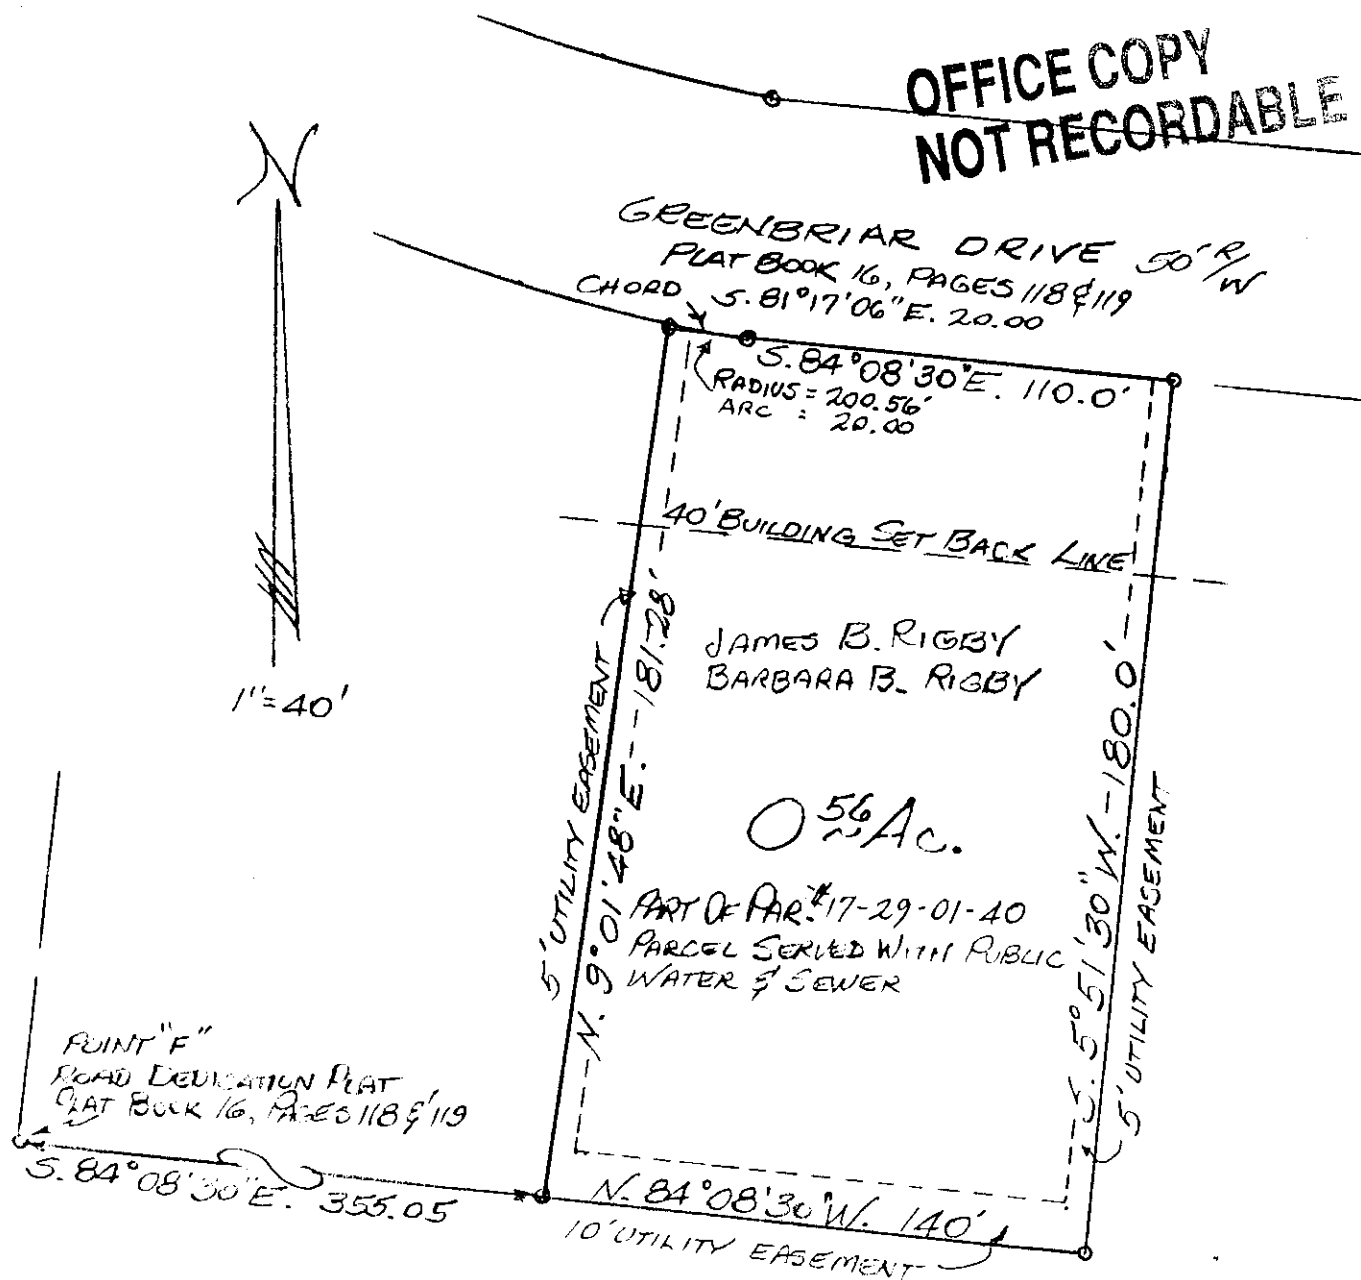 OFFICE COPY
NOT RECORDABLE
N
GREENBRIAR DRIVE 50' R/W
PLAT BOOK 16, PAGES 118 & 119
CHORD S. 81°17'06" E. 20.00
S. 84°08'30" E. 110.0'
RADIUS = 200.56'
ARC = 20.00
40' BUILDING SET BACK LINE
1" = 40'
JAMES B. RIGBY
BARBARA B. RIGBY
5' UTILITY EASEMENT
N. 9°01'48" E. - 181.28'
0 56 AC.
PART OF PAR. # 17-29-01-40
PARCEL SERVED WITH PUBLIC
WATER & SEWER
S. 5°51'30" W. - 180.0'
5' UTILITY EASEMENT
POINT "F"
ROAD DEDICATION PLAT
PLAT BOOK 16, PAGES 118 & 119
S. 84°08'30" E. 355.05
N. 84°08'30" W. 140'
10' UTILITY EASEMENT